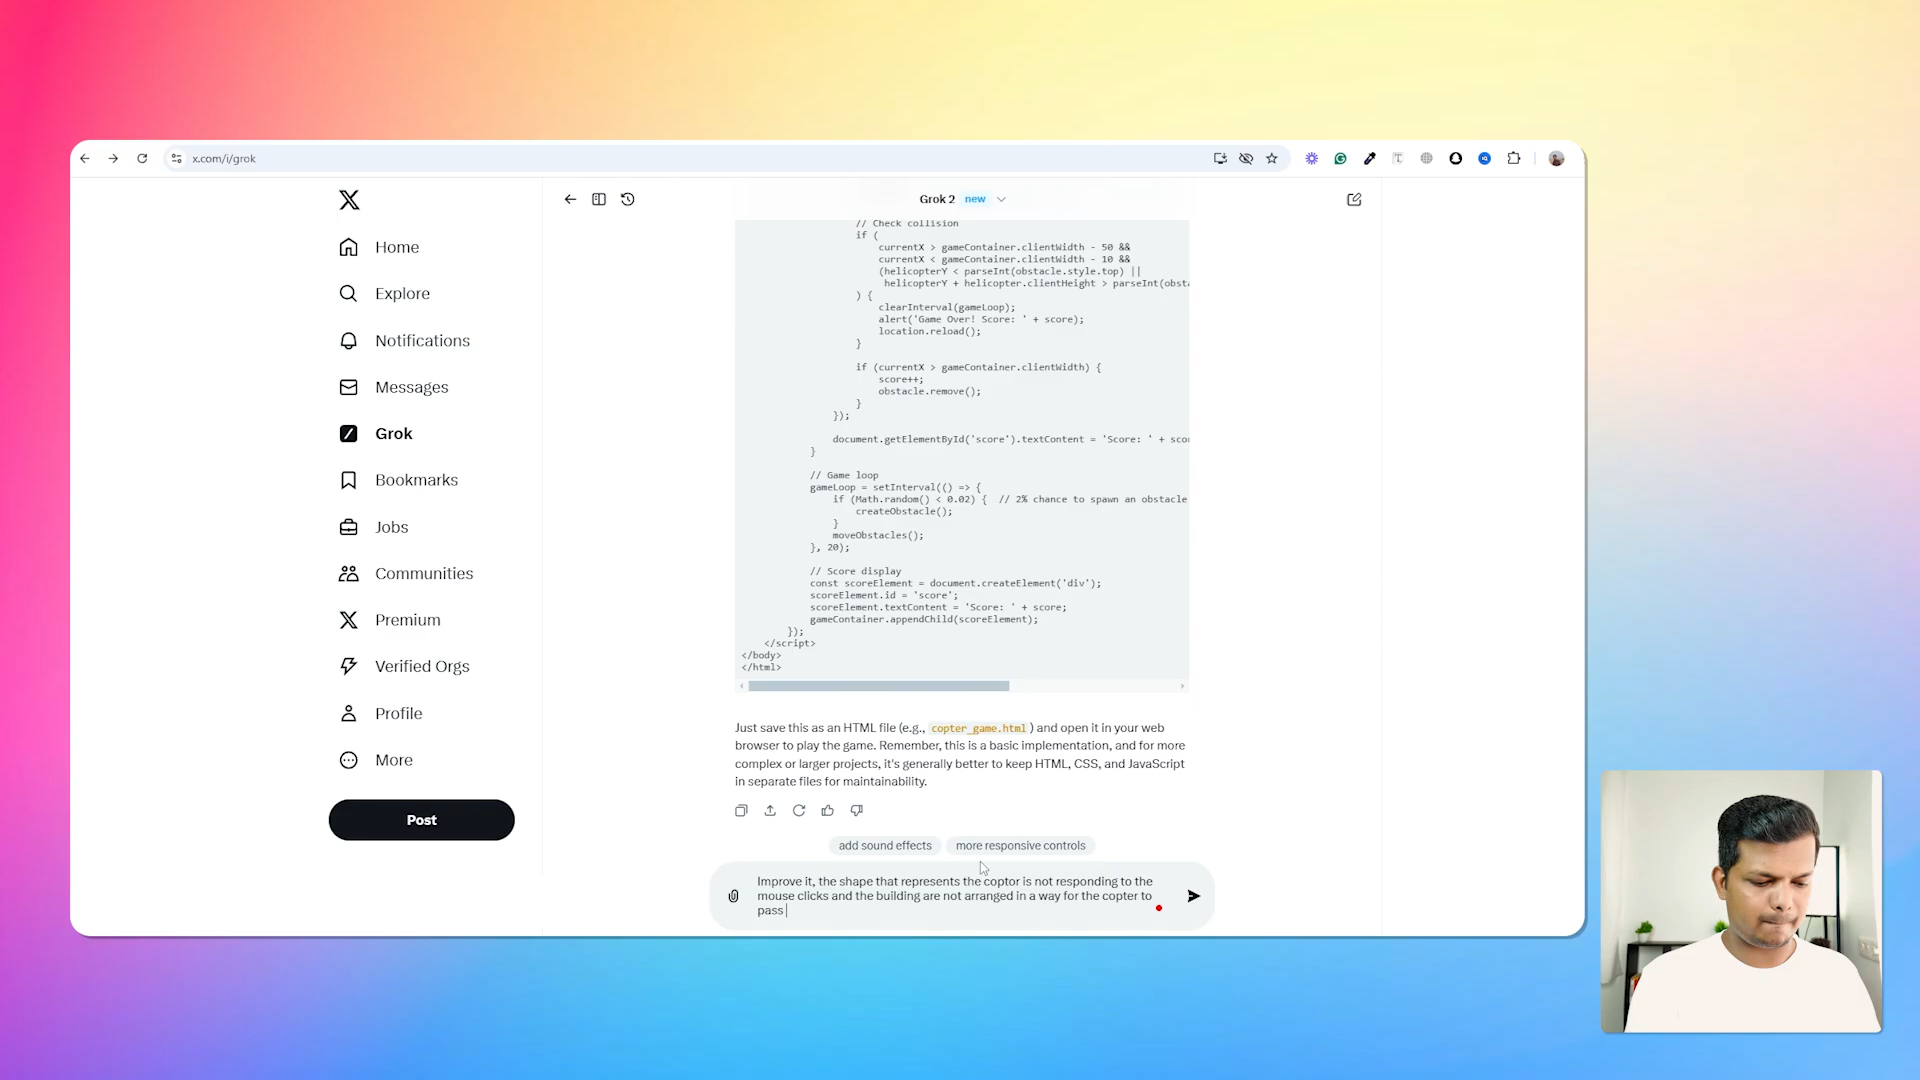 x.com/i/grok
Home
Explore
Notifications
Messages
Grok
Bookmarks
Jobs
Communities
Premium
Verified Orgs
Profile
More
Post
Grok 2 new
// Check collision
if (
currentX > gameContainer.clientWidth - 50 &&
currentX < gameContainer.clientWidth - 10 &&
(helicopterY < parseInt(obstacle.style.top) ||
helicopterY + helicopter.clientHeight > parseInt(obsta
) {
clearInterval(gameLoop);
alert('Game Over! Score: ' + score);
location.reload();
}
if (currentX > gameContainer.clientWidth) {
score++;
obstacle.remove();
}
});
document.getElementById('score').textContent = 'Score: ' + sco
}
// Game loop
gameLoop = setInterval(() => {
if (Math.random() < 0.02) {  // 2% chance to spawn an obstacle
createObstacle();
}
moveObstacles();
}, 20);
// Score display
const scoreElement = document.createElement('div');
scoreElement.id = 'score';
scoreElement.textContent = 'Score: ' + score;
gameContainer.appendChild(scoreElement);
});
</script>
</body>
</html>
Just save this as an HTML file (e.g., copter_game.html) and open it in your web
browser to play the game. Remember, this is a basic implementation, and for more
complex or larger projects, it's generally better to keep HTML, CSS, and JavaScript
in separate files for maintainability.
add sound effects
more responsive controls
Improve it, the shape that represents the coptor is not responding to the
mouse clicks and the building are not arranged in a way for the copter to
pass